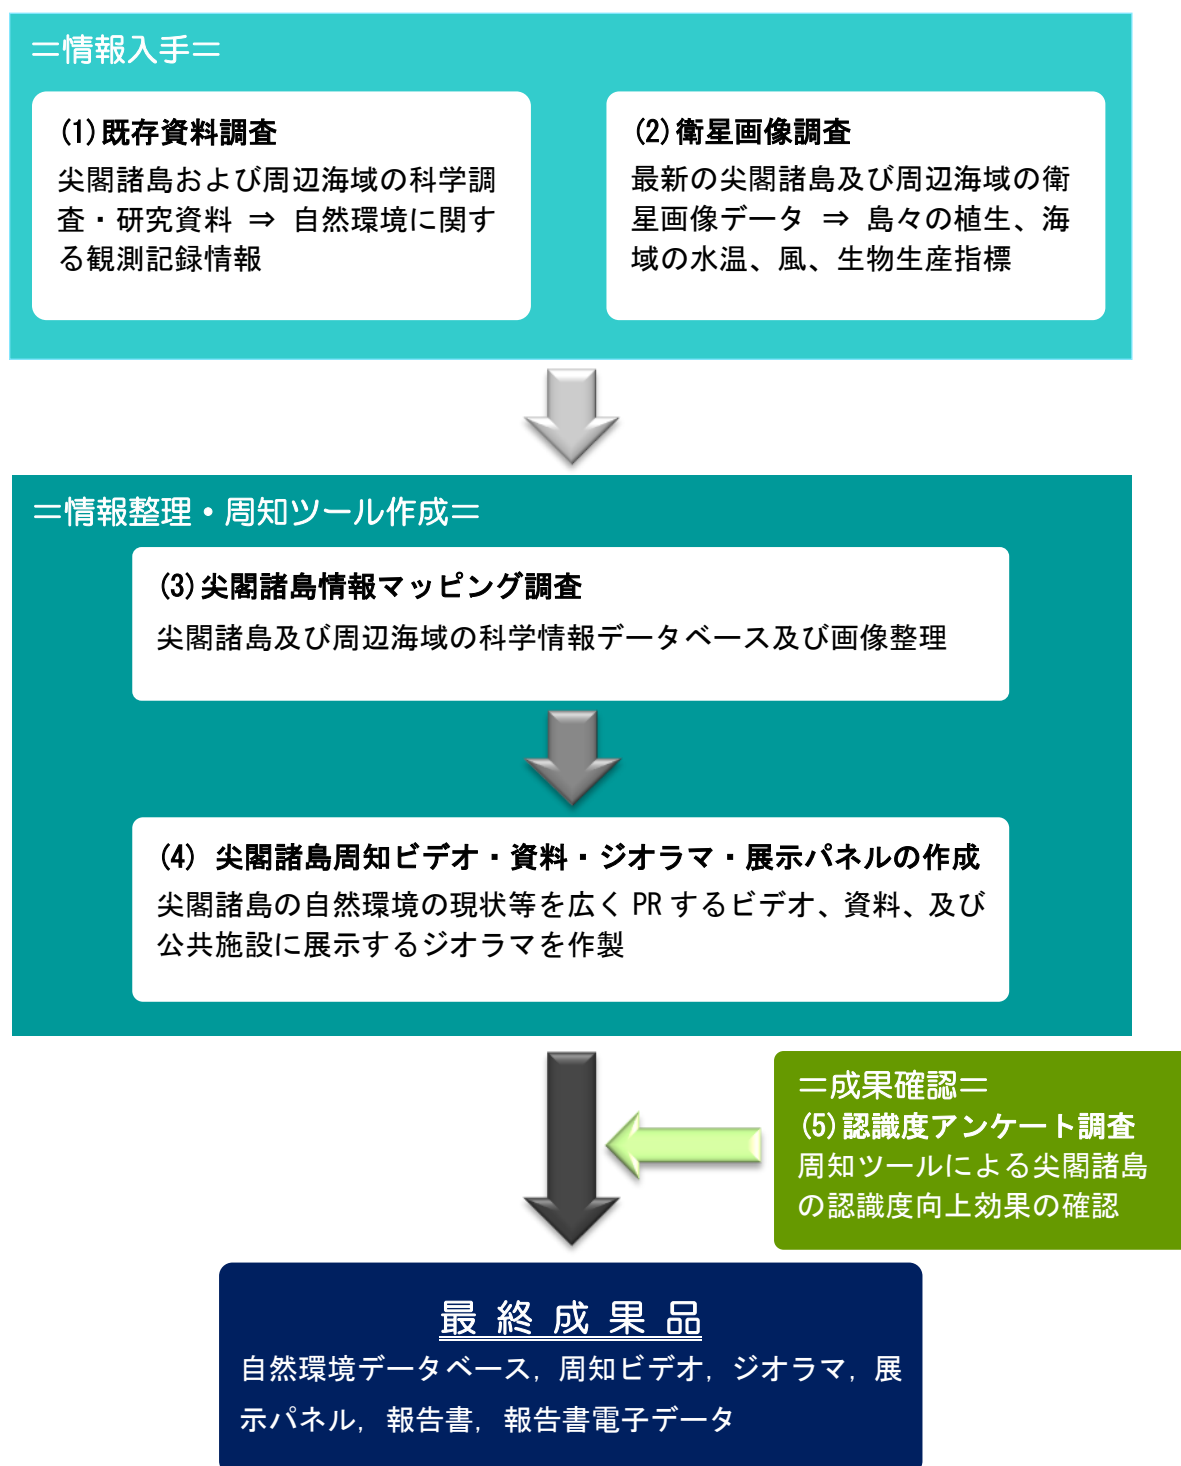 ＝情報入手＝
(1)既存資料調査
尖閣諸島および周辺海域の科学調
査・研究資料 ⇒ 自然環境に関す
る観測記録情報
(2)衛星画像調査
最新の尖閣諸島及び周辺海域の衛
星画像データ ⇒ 島々の植生、海
域の水温、風、生物生産指標
＝情報整理・周知ツール作成＝
(3)尖閣諸島情報マッピング調査
尖閣諸島及び周辺海域の科学情報データベース及び画像整理
(4) 尖閣諸島周知ビデオ・資料・ジオラマ・展示パネルの作成
尖閣諸島の自然環境の現状等を広く PR するビデオ、資料、及び
公共施設に展示するジオラマを作製
＝成果確認＝
(5)認識度アンケート調査
周知ツールによる尖閣諸島
の認識度向上効果の確認
最 終 成 果 品
自然環境データベース, 周知ビデオ, ジオラマ, 展
示パネル, 報告書, 報告書電子データ